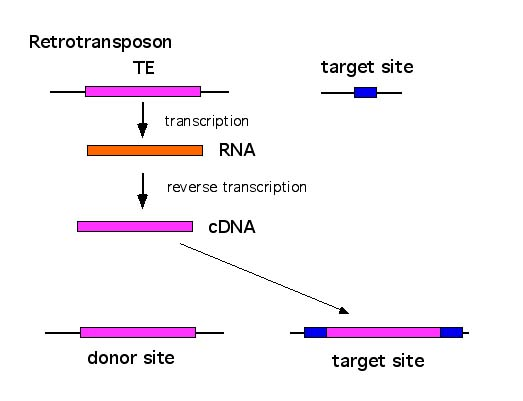 Retrotransposon
TE
target site
transcription
RNA
reverse transcription
cDNA
donor site
target site